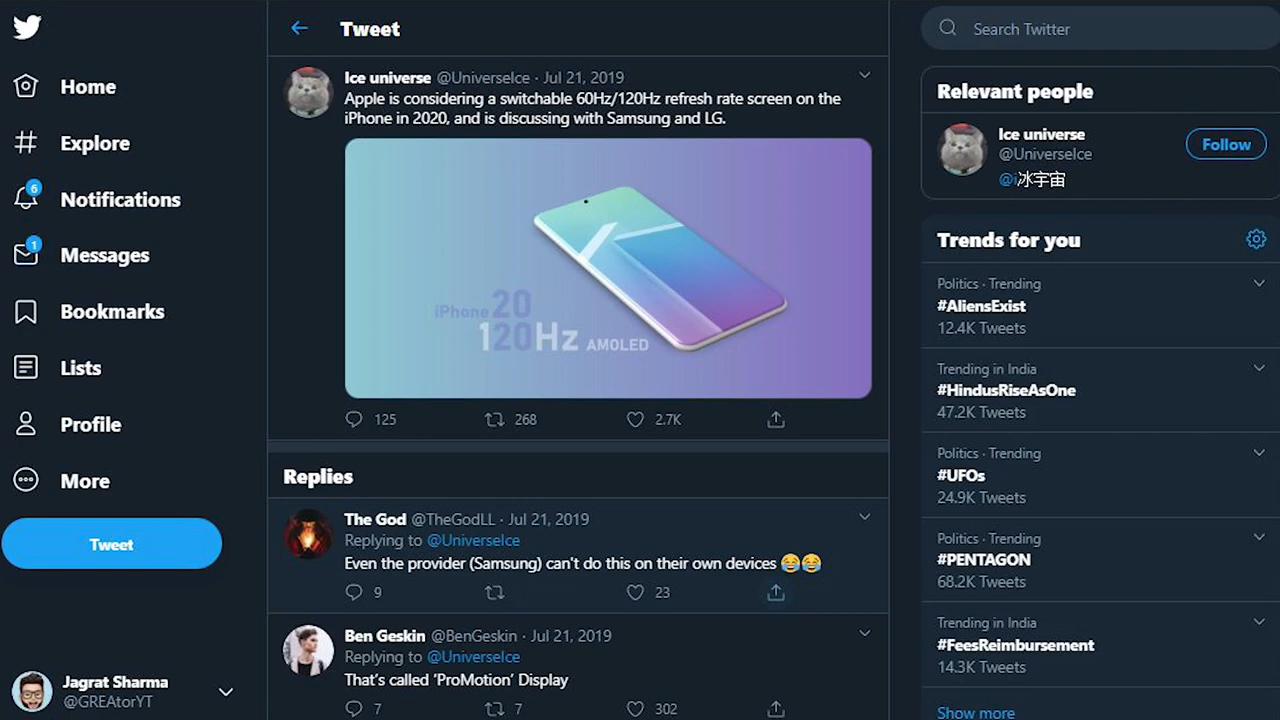 Home
Explore
6
Notifications
1
Messages
Bookmarks
Lists
Profile
More
Tweet
Jagrat Sharma
@GREAtorYT
Tweet
Ice universe @UniverseIce · Jul 21, 2019
Apple is considering a switchable 60Hz/120Hz refresh rate screen on the
iPhone in 2020, and is discussing with Samsung and LG.
iPhone 20
120Hz AMOLED
125 268 2.7K
Replies
The God @TheGodLL · Jul 21, 2019
Replying to @UniverseIce
Even the provider (Samsung) can't do this on their own devices 😂😂
9 23
Ben Geskin @BenGeskin · Jul 21, 2019
Replying to @UniverseIce
That's called ‘ProMotion’ Display
7 7 302
Search Twitter
Relevant people
Ice universe
@UniverseIce
Follow
@i冰宇宙
Trends for you
Politics · Trending
#AliensExist
12.4K Tweets
Trending in India
#HindusRiseAsOne
47.2K Tweets
Politics · Trending
#UFOs
24.9K Tweets
Politics · Trending
#PENTAGON
68.2K Tweets
Trending in India
#FeesReimbursement
14.3K Tweets
Show more